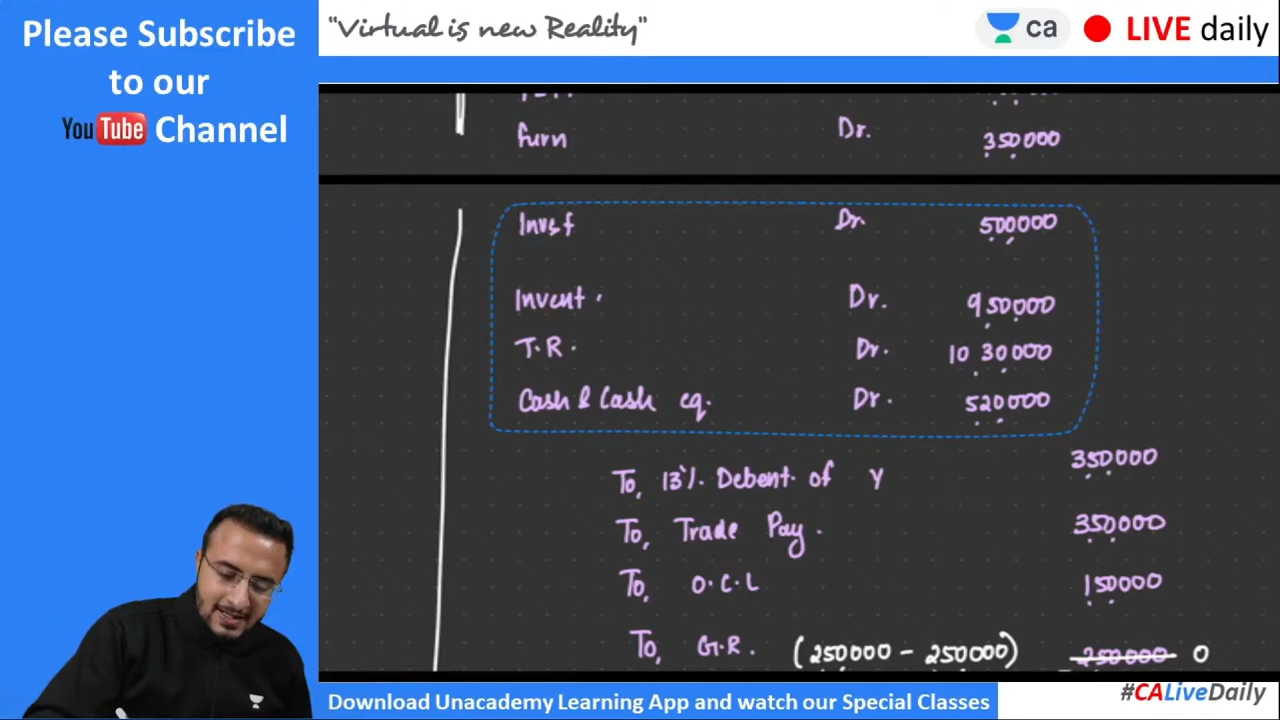 Please Subscribe
to our
YouTube Channel
"Virtual is new Reality"
ca
LIVE daily
furn Dr. 350000
Invst Dr. 500000
Invent. Dr. 950000
T.R. Dr. 1030000
Cash & Cash eq. Dr. 520000
To, 13%. Debent. of Y 350000
To, Trade Pay. 350000
To, O.C.L 150000
To, G.R. (250000 - 250000) 250000 0
Download Unacademy Learning App and watch our Special Classes
#CALiveDaily